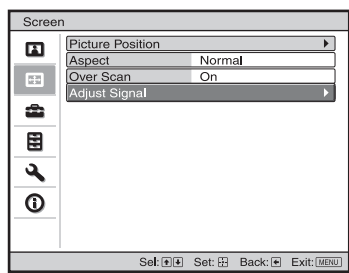 Screen
Picture Position
Aspect Normal
Over Scan On
Adjust Signal
Sel: Set: Back: Exit: MENU